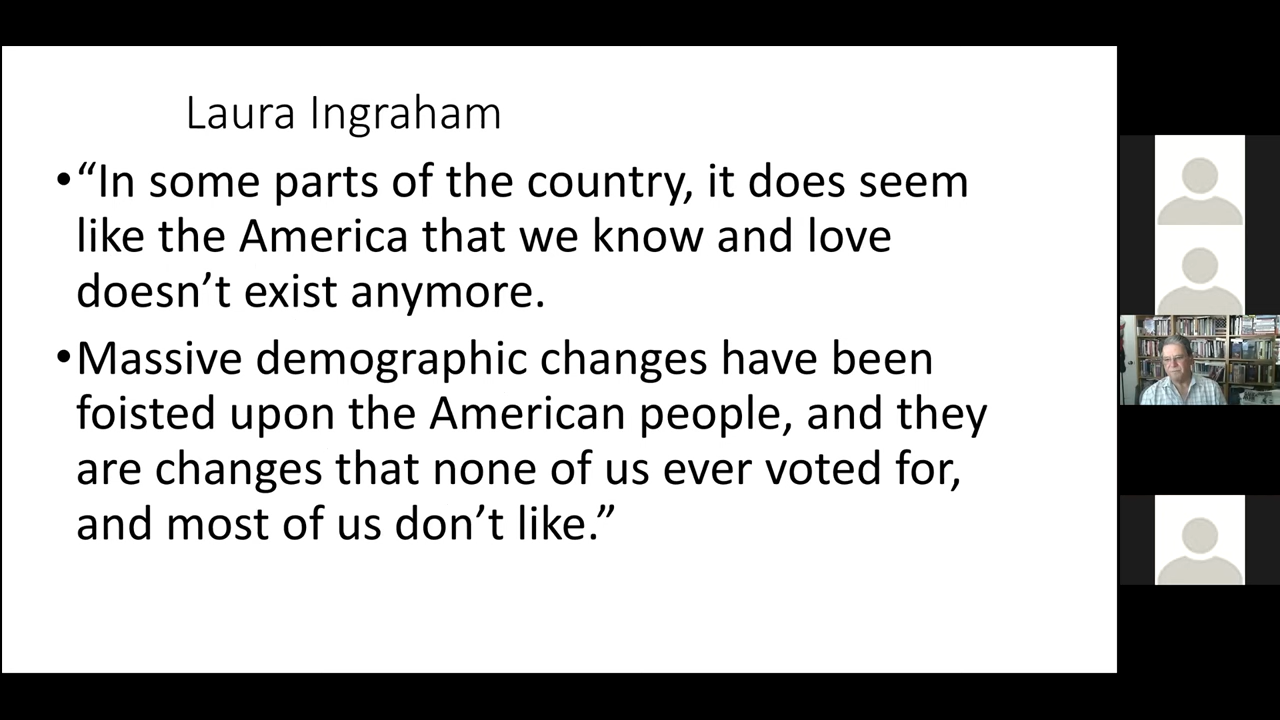 Laura Ingraham
•“In some parts of the country, it does seem
like the America that we know and love
doesn’t exist anymore.
•Massive demographic changes have been
foisted upon the American people, and they
are changes that none of us ever voted for,
and most of us don’t like.”